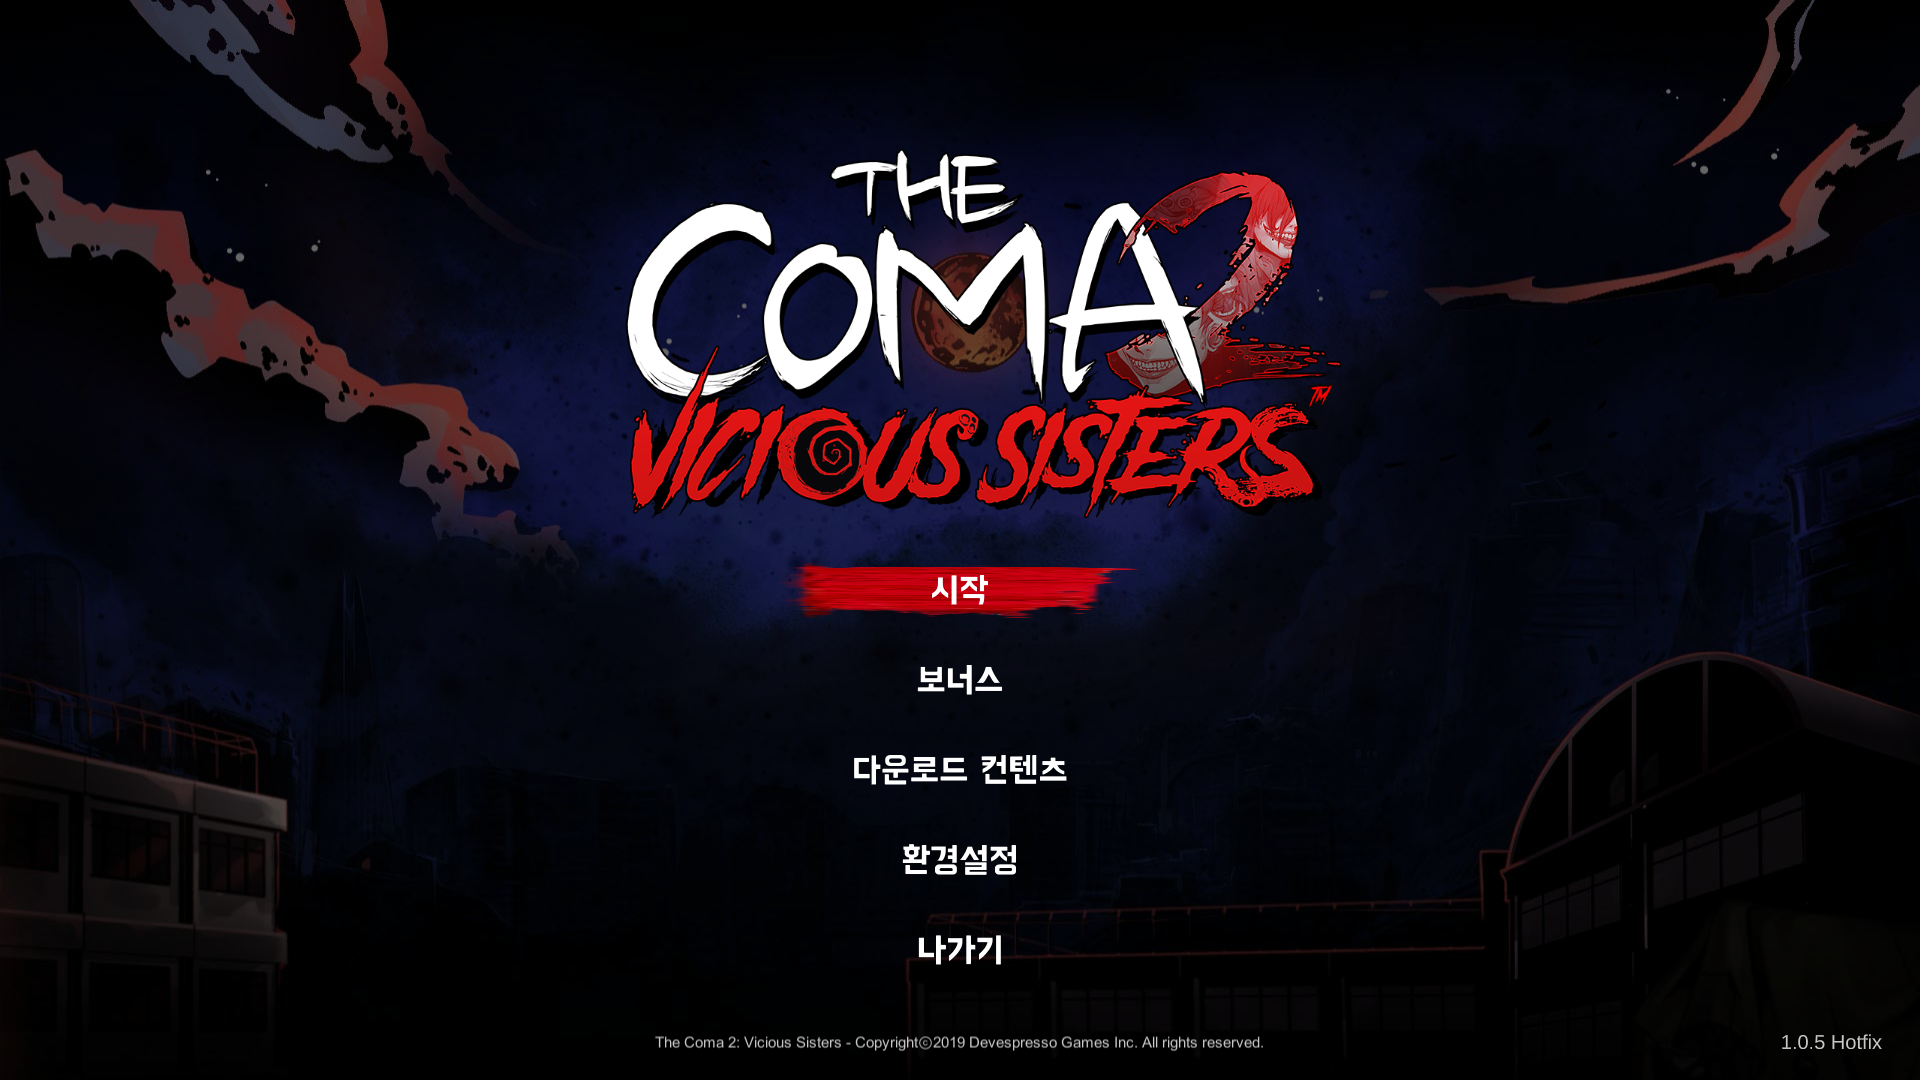 THE
COMA 2
VICIOUS SISTERS™
시작
보너스
다운로드 컨텐츠
환경설정
나가기
The Coma 2: Vicious Sisters - Copyrightⓒ2019 Devespresso Games Inc. All rights reserved.
1.0.5 Hotfix